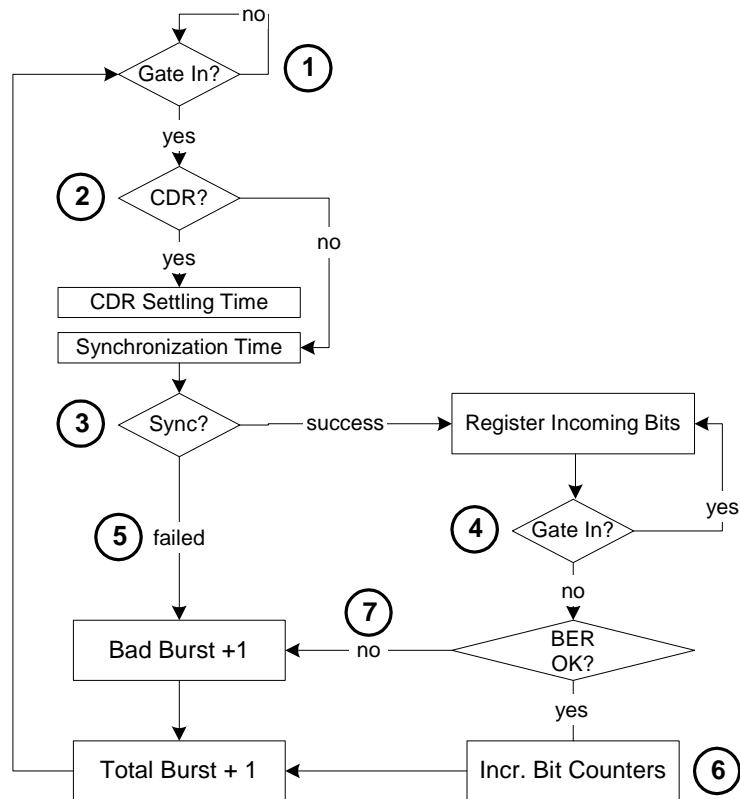 no
Gate In?
1
yes
2
CDR?
no
yes
CDR Settling Time
Synchronization Time
3
Sync?
success
Register Incoming Bits
yes
4
Gate In?
5
failed
no
7
BER
OK?
no
Bad Burst +1
yes
Total Burst + 1
Incr. Bit Counters
6